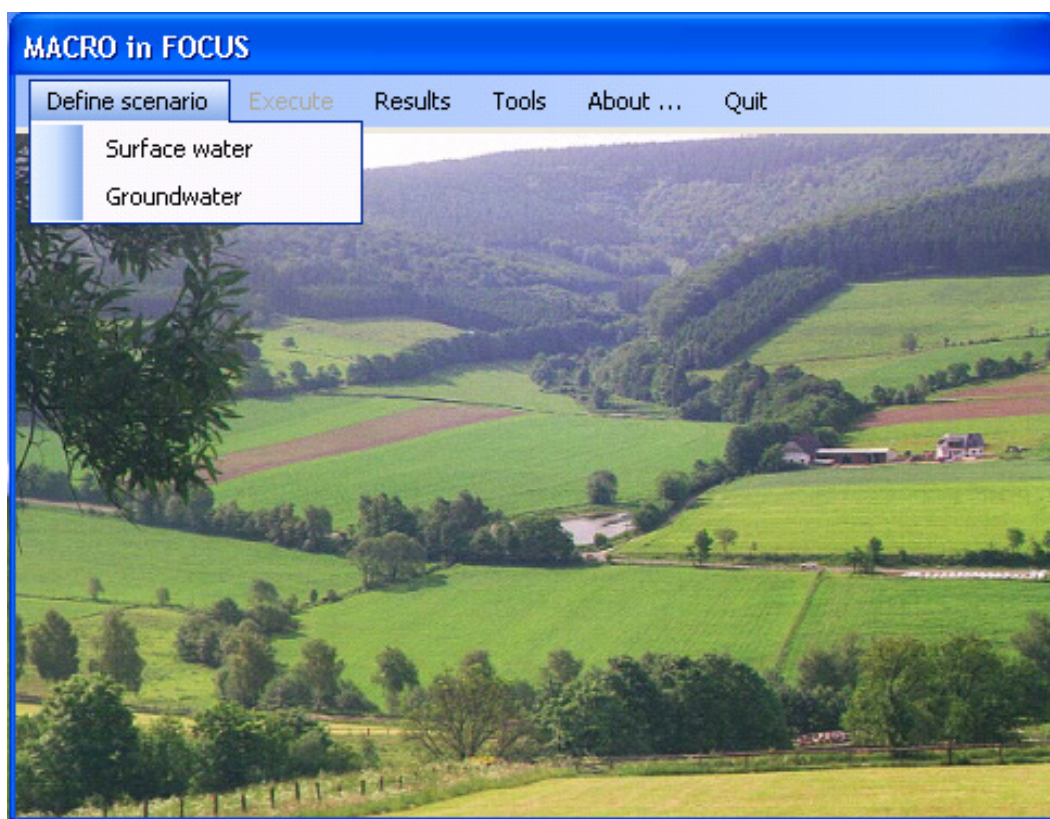 MACRO in FOCUS
Define scenario Execute Results Tools About ... Quit
Surface water
Groundwater